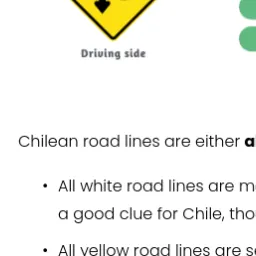 Driving side
Chilean road lines are either
• All white road lines are
a good clue for Chile,
• All yellow road lines are